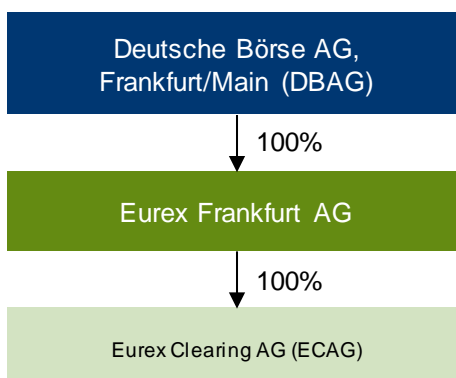 Deutsche Börse AG,
Frankfurt/Main (DBAG)
100%
Eurex Frankfurt AG
100%
Eurex Clearing AG (ECAG)